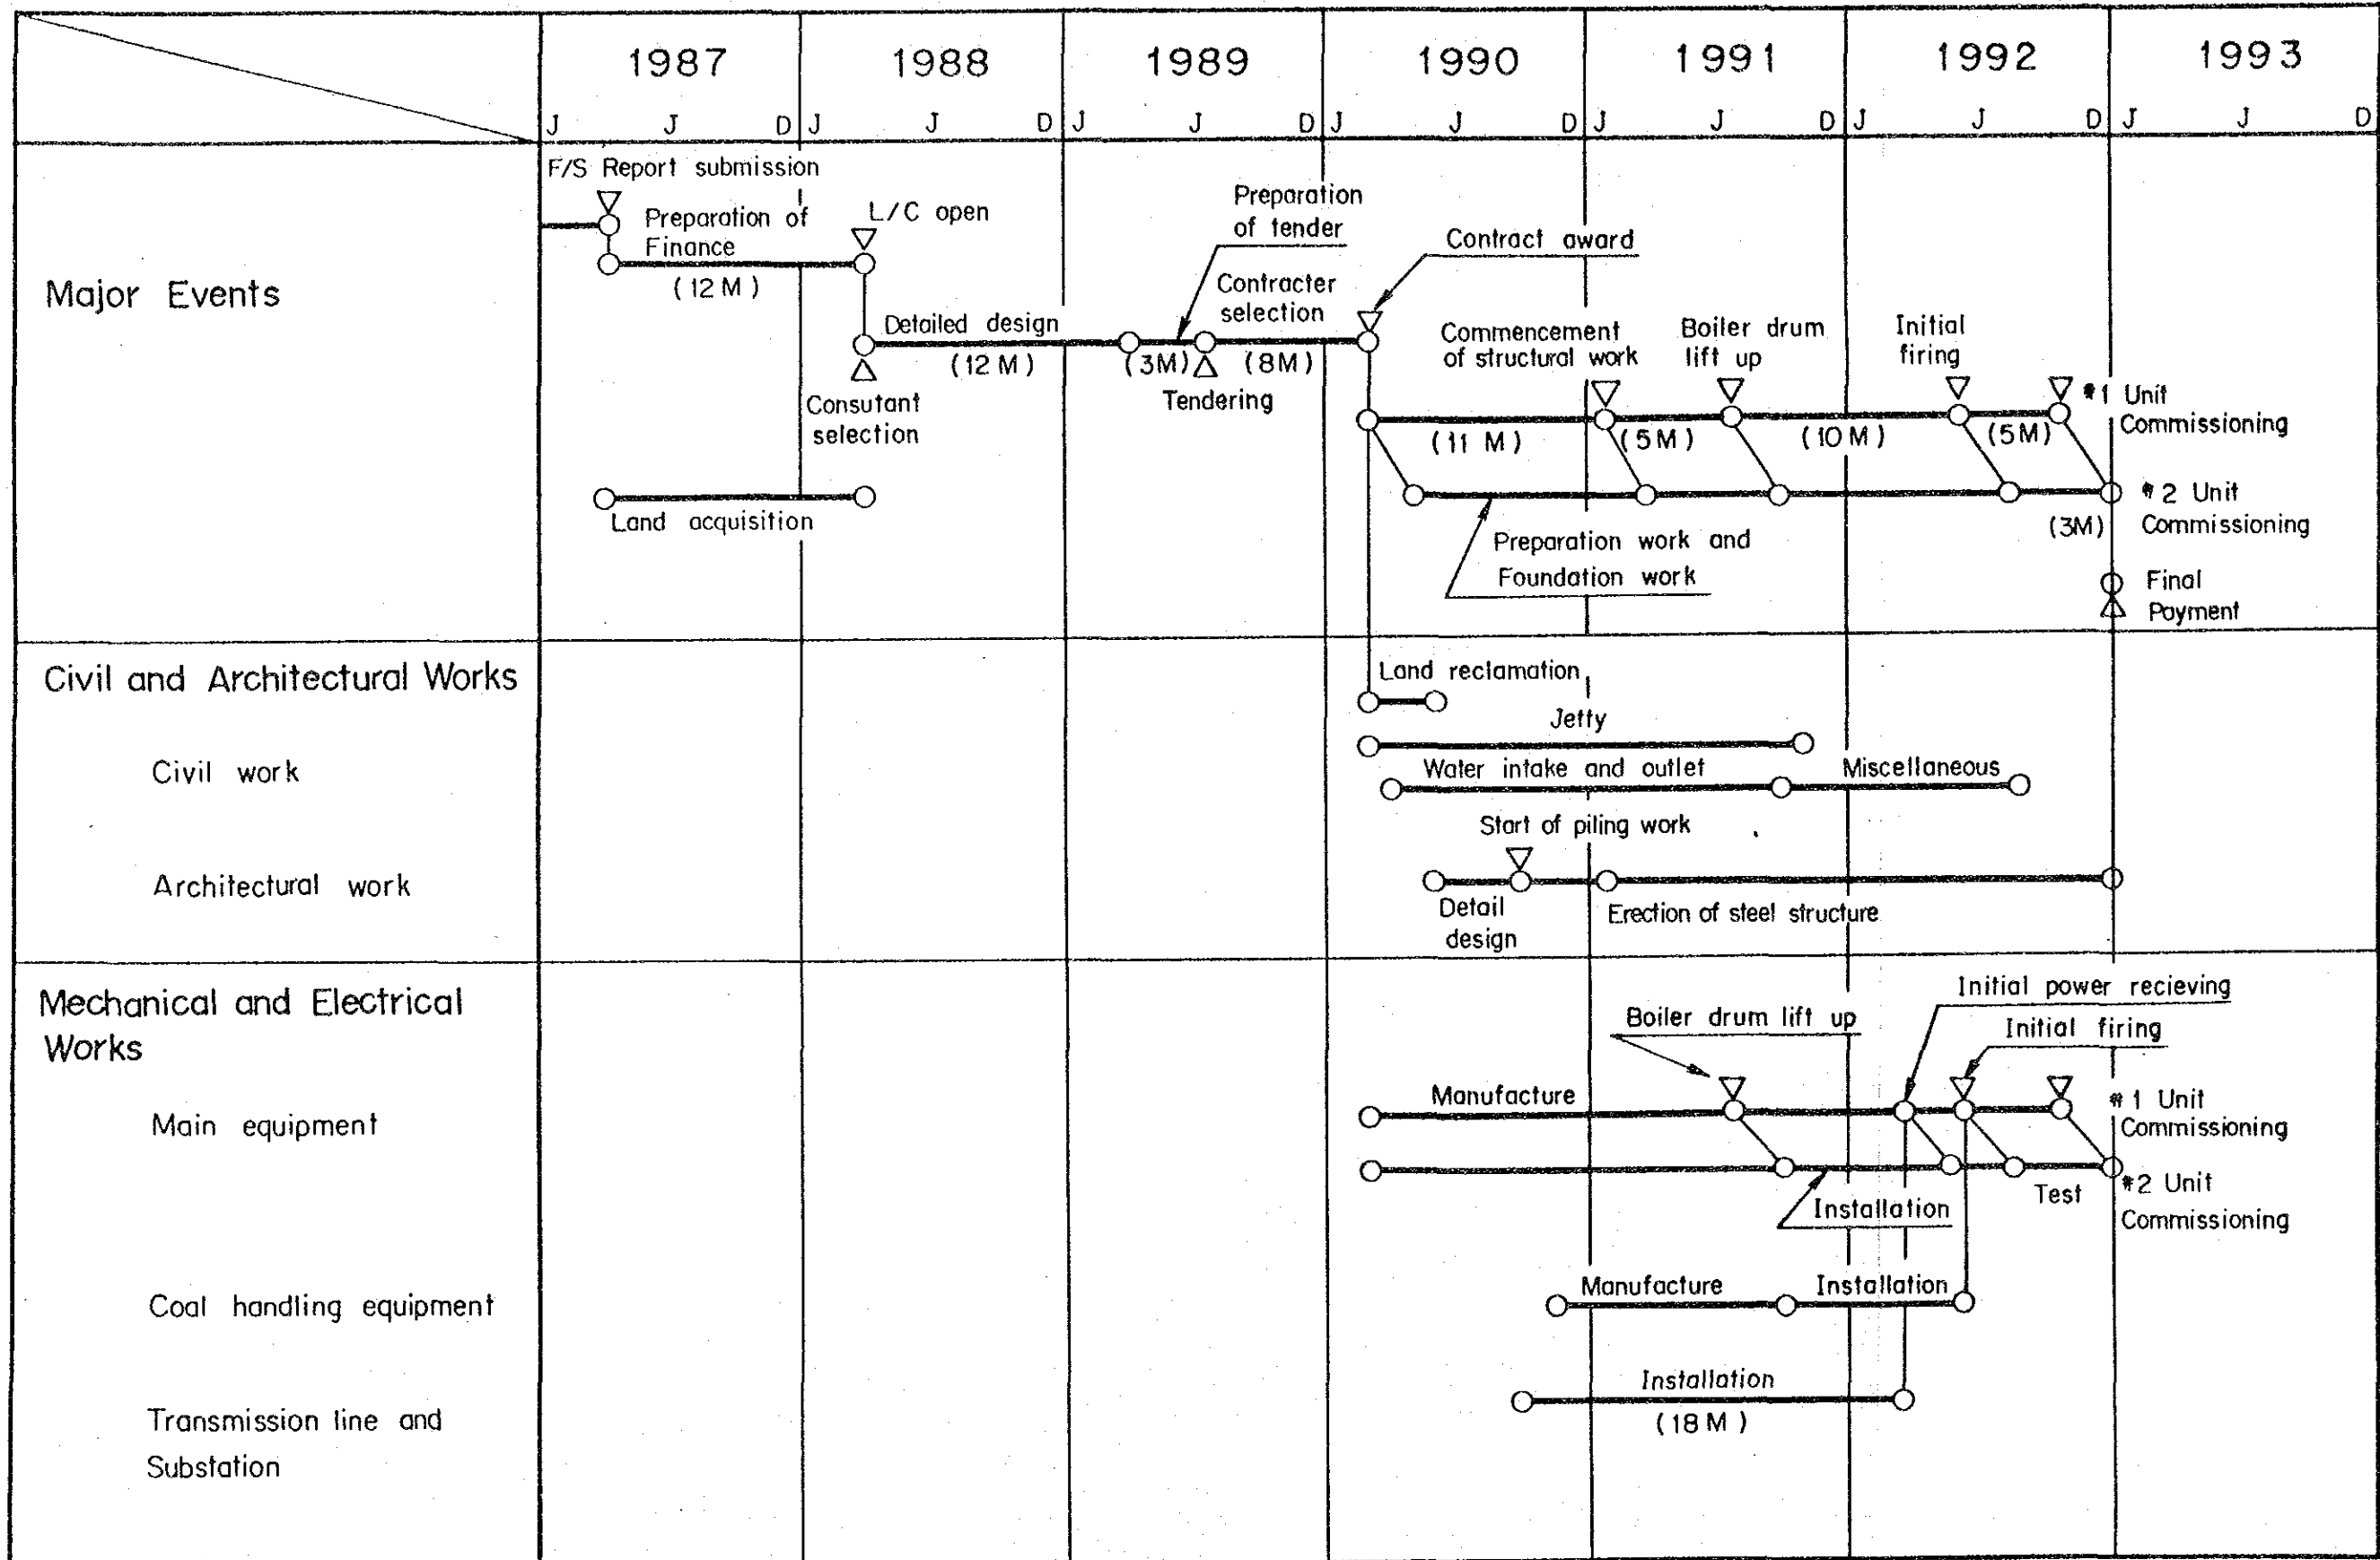 1987 1988 1989 1990 1991 1992 1993
J J D J J D J J D J J D J J D J J D J J D
Major Events
F/S Report submission
Preparation of
Finance
(12M)
L/C open
Detailed design
(12M)
Consutant
selection
Land acquisition
Preparation
of tender
(3M)
Tendering
Contracter
selection
(8M)
Contract award
Commencement
of structural work
Boiler drum
lift up
Initial
firing
(11 M)
(5M)
(10M)
(5M)
#1 Unit
Commissioning
Preparation work and
Foundation work
#2 Unit
Commissioning
(3M)
Final
Payment
Civil and Architectural Works
Land reclamation
Jetty
Civil work
Water intake and outlet
Miscellaneous
Start of piling work
Architectural work
Detail
design
Erection of steel structure
Mechanical and Electrical
Works
Initial power recieving
Boiler drum lift up
Initial firing
Main equipment
Manufacture
#1 Unit
Commissioning
Installation
Test
#2 Unit
Commissioning
Coal handling equipment
Manufacture
Installation
Transmission line and
Substation
Installation
(18M)